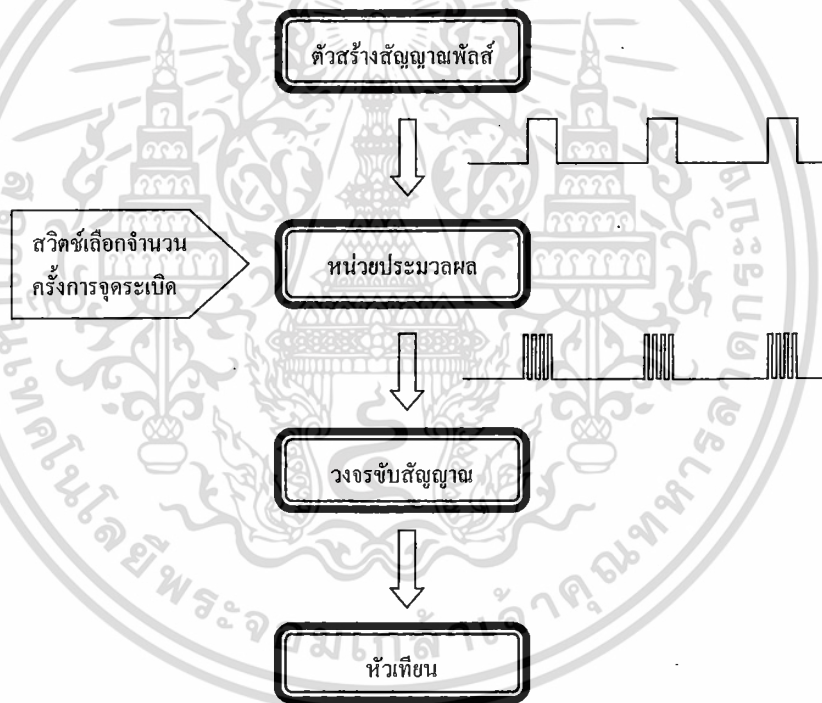 ตัวสร้างสัญญาณพัลส์
สวิตช์เลือกจำนวน
ครั้งการจุดระเบิด
หน่วยประมวลผล
วงจรขับสัญญาณ
หัวเทียน